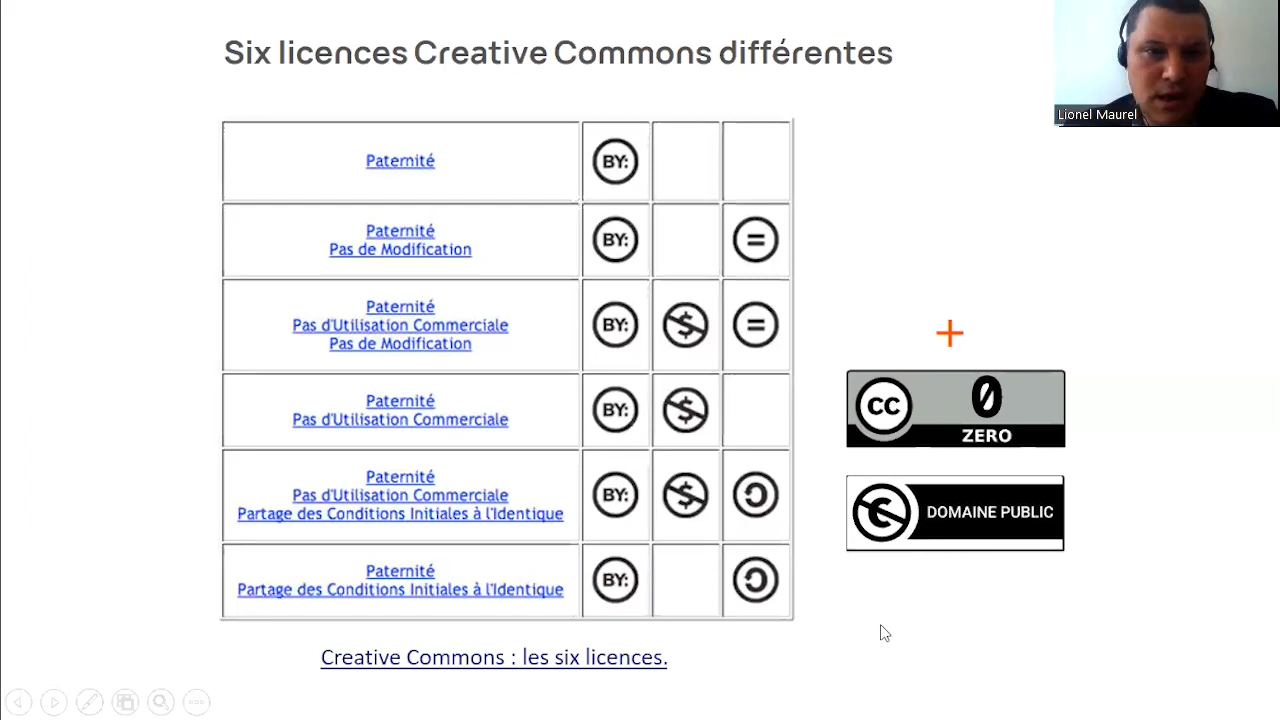 Six licences Creative Commons différentes
Lionel Maurel
Paternité
BY:
Paternité
Pas de Modification
BY:
=
Paternité
Pas d'Utilisation Commerciale
Pas de Modification
BY:
$
=
Paternité
Pas d'Utilisation Commerciale
BY:
$
Paternité
Pas d'Utilisation Commerciale
Partage des Conditions Initiales à l'Identique
BY:
$
Paternité
Partage des Conditions Initiales à l'Identique
BY:
+
CC
0
ZERO
C
DOMAINE PUBLIC
Creative Commons : les six licences.